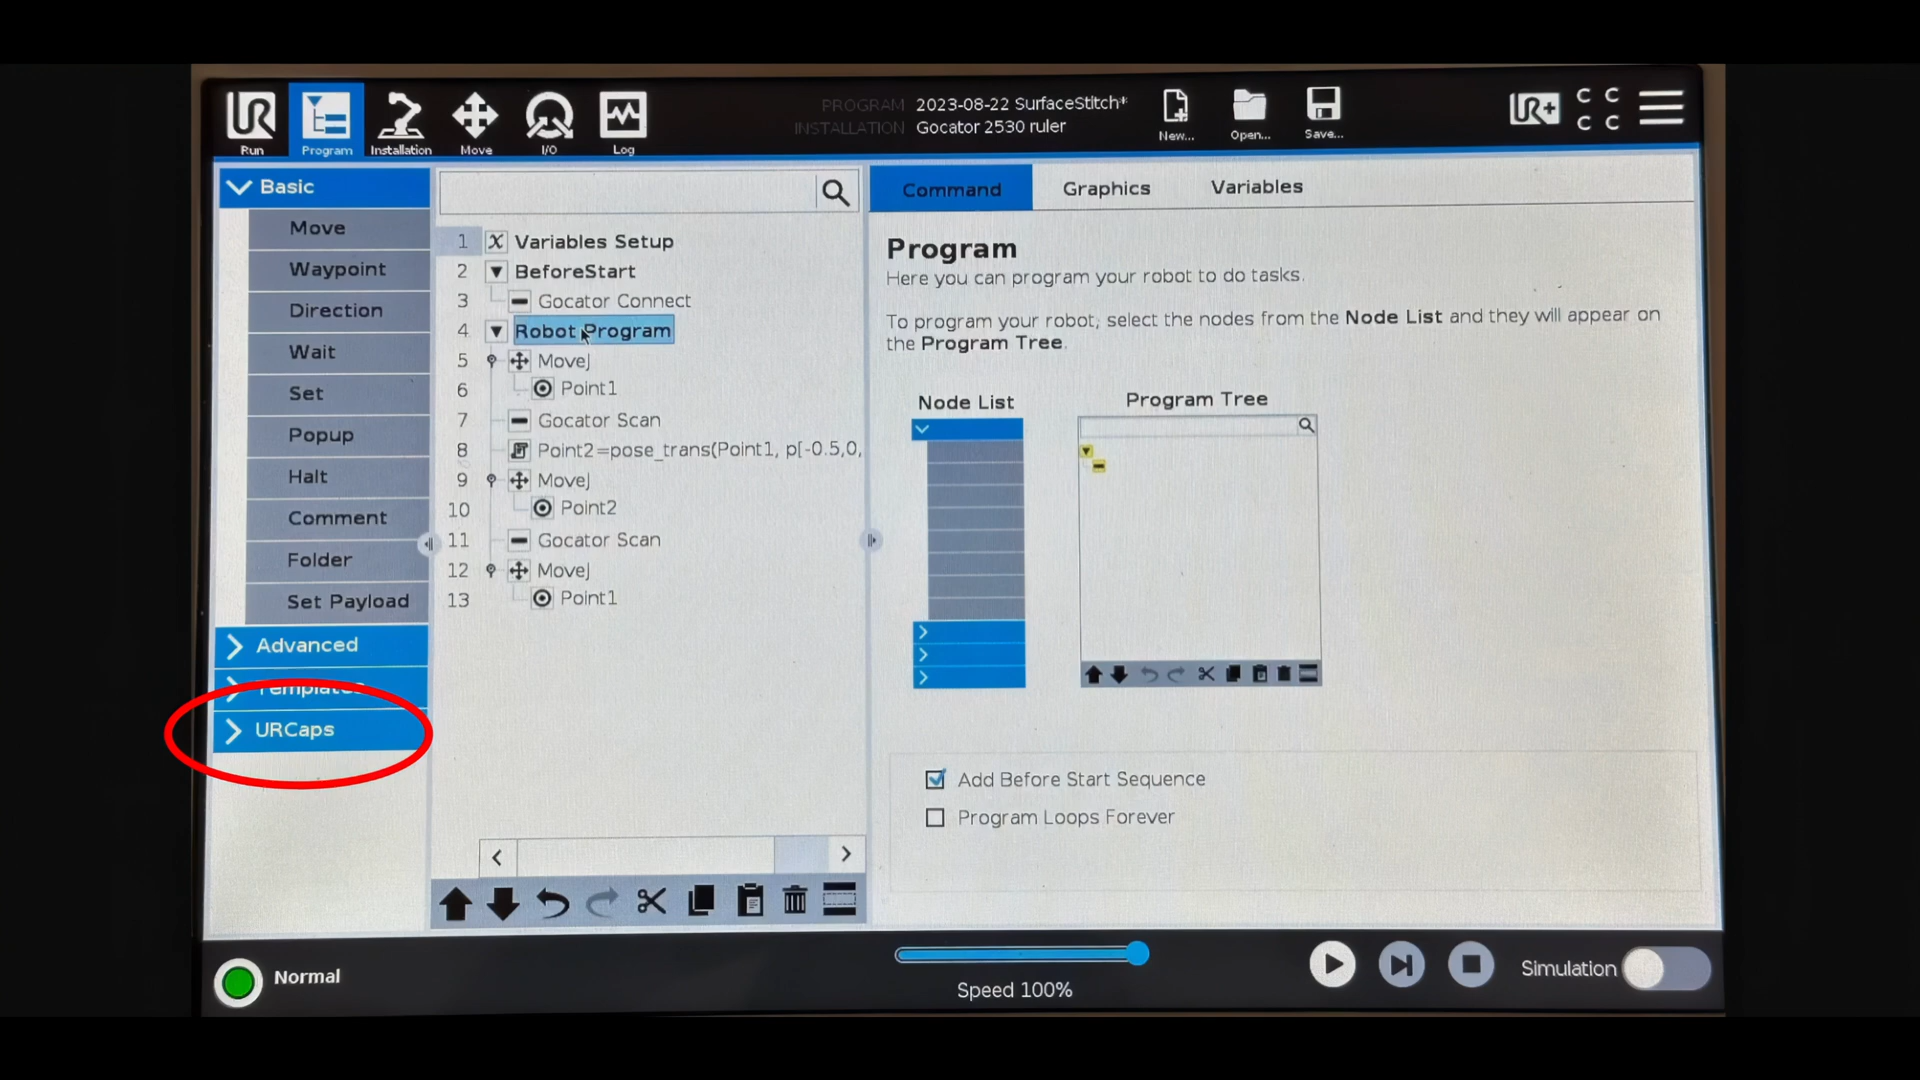 PROGRAM 2023-08-22 SurfaceStitch*
INSTALLATION Gocator 2530 ruler
UR
Run
Program
Installation
Move
I/O
Log
New...
Open...
Save...
UR+
C C
C C
Basic
Move
Waypoint
Direction
Wait
Set
Popup
Halt
Comment
Folder
Set Payload
Advanced
Templates
URCaps
1 X Variables Setup
2 BeforeStart
3 Gocator Connect
4 Robot Program
5 MoveJ
6 Point1
7 Gocator Scan
8 Point2=pose_trans(Point1, p[-0.5,0,
9 MoveJ
10 Point2
11 Gocator Scan
12 MoveJ
13 Point1
Command Graphics Variables
Program
Here you can program your robot to do tasks.
To program your robot, select the nodes from the Node List and they will appear on
the Program Tree.
Node List
Program Tree
Add Before Start Sequence
Program Loops Forever
Normal
Speed 100%
Simulation